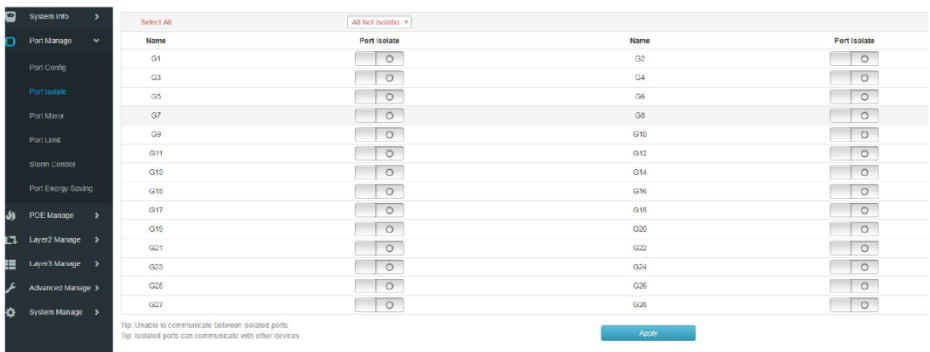 System Info
Port Manage
Port Config
Port Isolate
Port Mirror
Port Limit
Storm Control
Port Energy Saving
POE Manage
Layer2 Manage
Layer3 Manage
Advanced Manage
System Manage
Select All All Not Isolatio
Name Port Isolate Name Port Isolate
G1 G2
G3 G4
G5 G6
G7 G8
G9 G10
G11 G12
G13 G14
G15 G16
G17 G18
G19 G20
G21 G22
G23 G24
G25 G26
G27 G28
Tip: Unable to communicate between isolated ports
Tip: Isolated ports can communicate with other devices
Apply